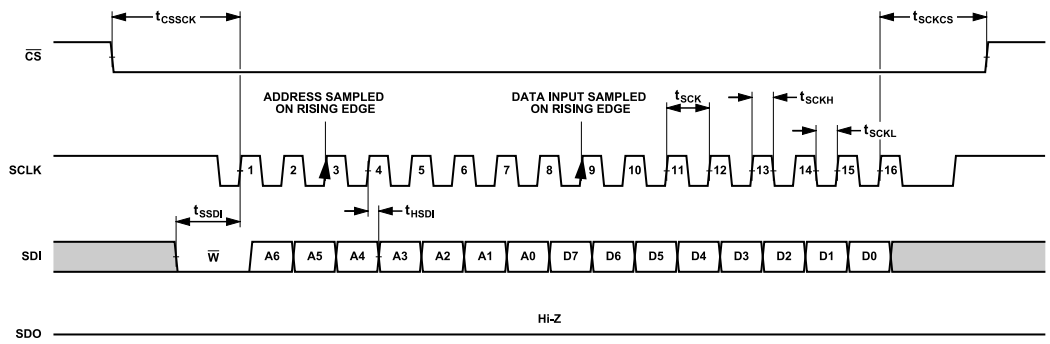 tCSSCK tSCKCS
CS
ADDRESS SAMPLED
ON RISING EDGE
DATA INPUT SAMPLED
ON RISING EDGE
tSCK
tSCKH
tSCKL
SCLK 1 2 3 4 5 6 7 8 9 10 11 12 13 14 15 16
tSSDI tHSDI
SDI W A6 A5 A4 A3 A2 A1 A0 D7 D6 D5 D4 D3 D2 D1 D0
Hi-Z
SDO